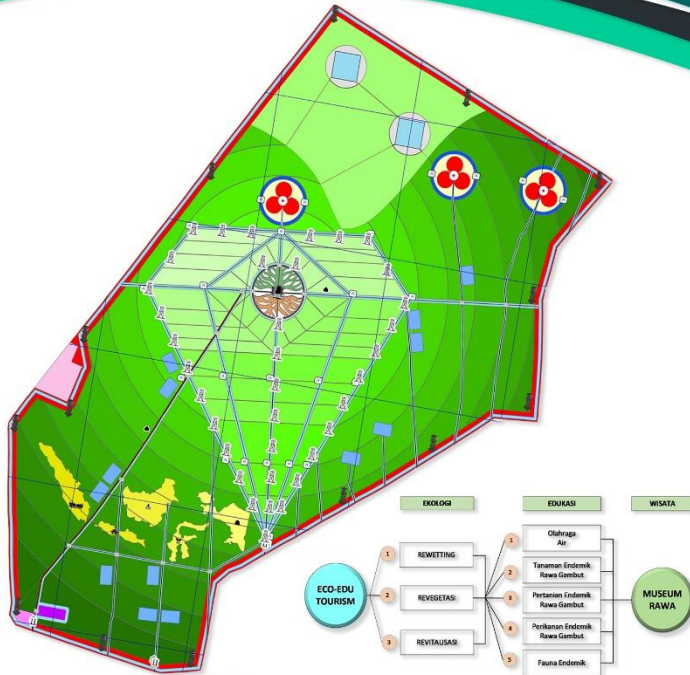 EKOLOGI
EDUKASI
WISATA
ECO-EDU
TOURISM
1
REWETTING
2
REVEGETASI
3
REVITALISASI
1
Olahraga
Air
2
Tanaman Endemik
Rawa Gambut
3
Pertanian Endemik
Rawa Gambut
4
Perikanan Endemik
Rawa Gambut
5
Fauna Endemik
MUSEUM
RAWA